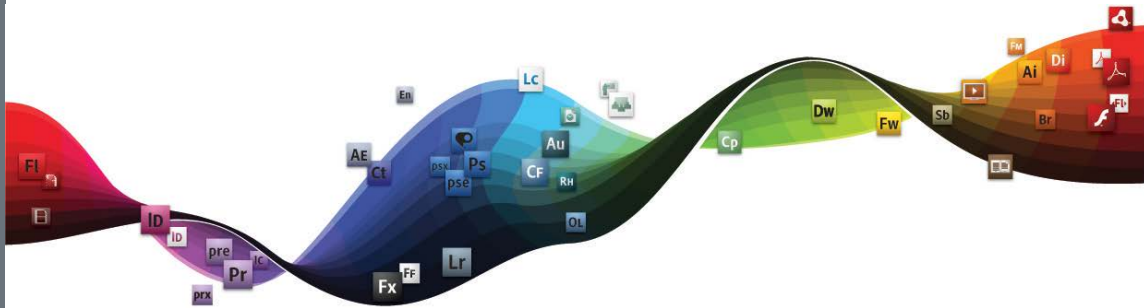 Fl
ID
ID
pre
Pr
IC
prx
AE
Ct
En
Fx
FF
Lr
psx
Ps
pse
Lc
Au
CF
RH
OL
Cp
Dw
Fw
Sb
FM
Ai
Di
Br
Fl